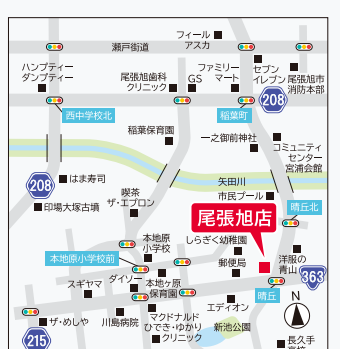 フィール
アスカ
瀬戸街道
ハンプティー
ダンプティー
尾張旭歯科
クリニック
GS
ファミリー
マート
セブン
イレブン
尾張旭市
消防本部
208
西中学校北
稲葉町
稲葉保育園
一之御前神社
コミュニティ
センター
宮浦会館
208
はま寿司
矢田川
喫茶
ザ・エプロン
市民プール
印場大塚古墳
晴丘北
尾張旭店
本地原
小学校
しらぎく幼稚園
本地原小学校前
郵便局
洋服の
青山
363
スギヤマ
ダイソー
本地ヶ原
保育園
晴丘
N
ザ・めしや
川島病院
マクドナルド
ひでき・ゆかり
クリニック
エディオン
新池公園
215
長久手